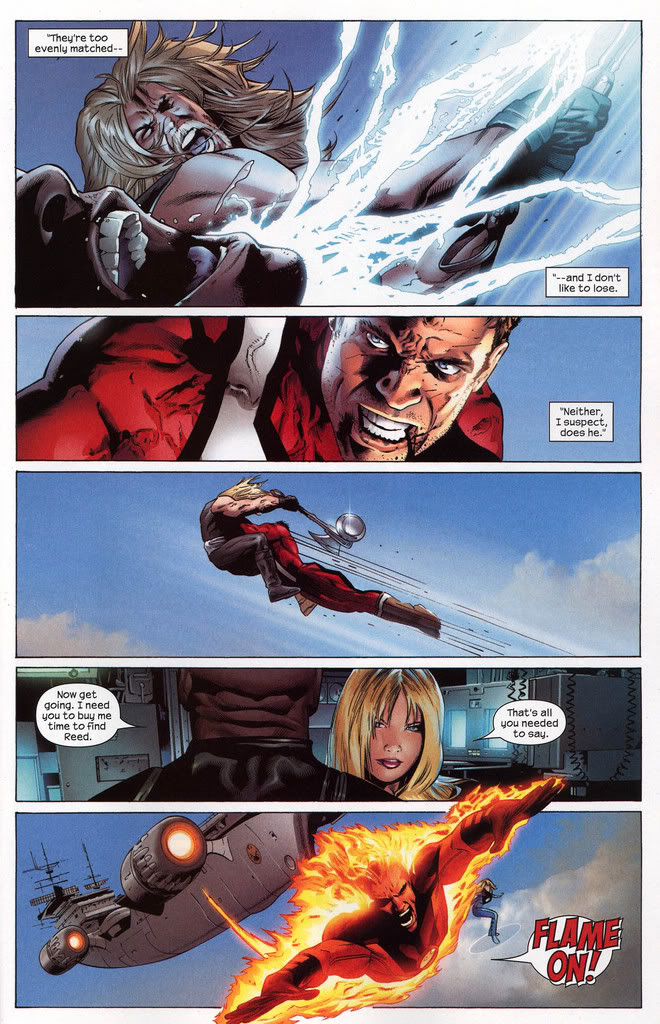 "They're too
evenly matched--
"--and I don't
like to lose.
"Neither,
I suspect,
does he."
Now get
going. I need
you to buy me
time to find
Reed.
That's all
you needed
to say.
FLAME
ON!